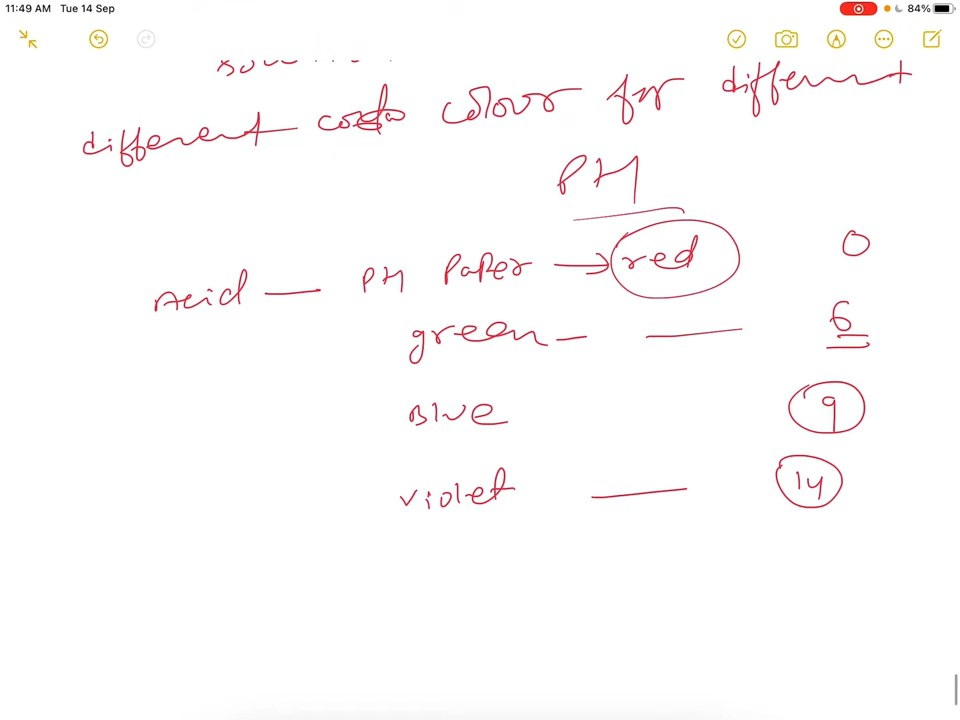 11:49 AM Tue 14 Sep 84%
different colour for different
PH
Acid — PH Paper → red 0
green — — 6
Blue 9
violet — 14